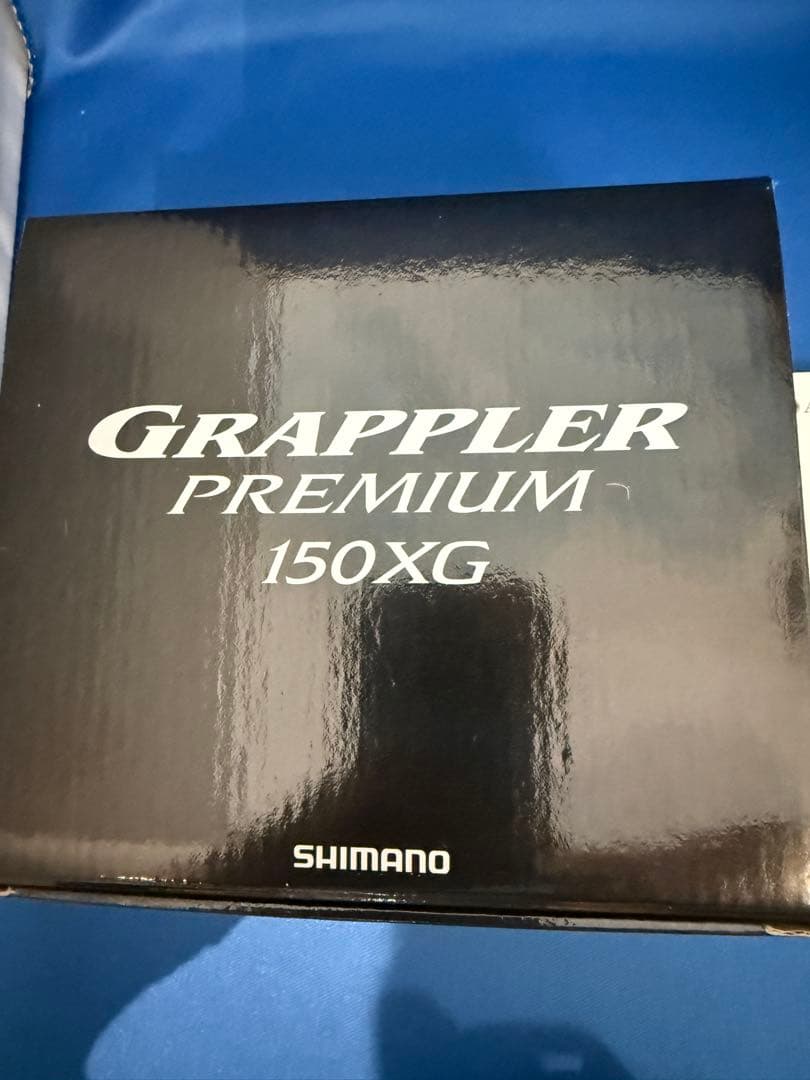 GRAPPLER
PREMIUM
150XG
SHIMANO